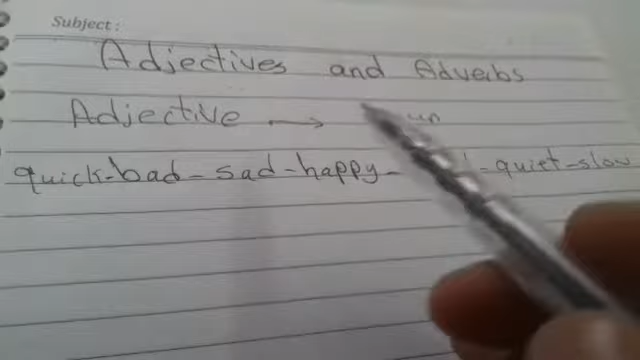 Subject:
Adjectives and Adverbs
Adjective →
quick-bad-sad-happy- -quiet-slow